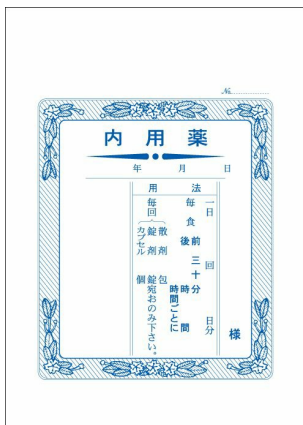 No.
内用薬
年 月 日
様
用法
一日 回 日分
毎食 前 三十分
後 時間
時間ごとに
毎回 散剤 包
錠剤 錠宛おのみ下さい。
カプセル 個